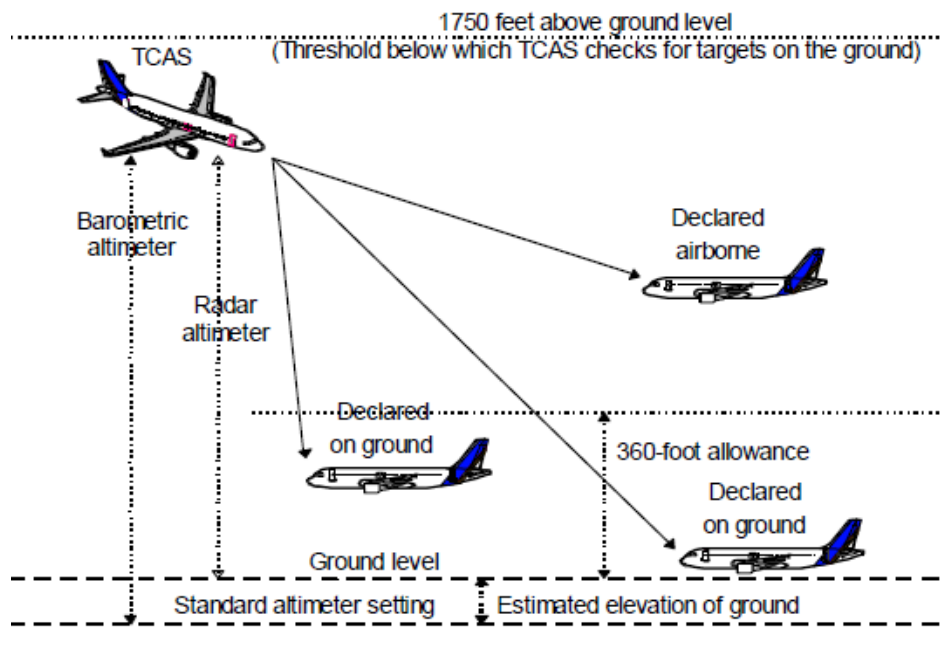 1750 feet above ground level
(Threshold below which TCAS checks for targets on the ground)
TCAS
Barometric
altimeter
Declared
airborne
Radar
altimeter
Declared
on ground
360-foot allowance
Declared
on ground
Ground level
Standard altimeter setting
Estimated elevation of ground